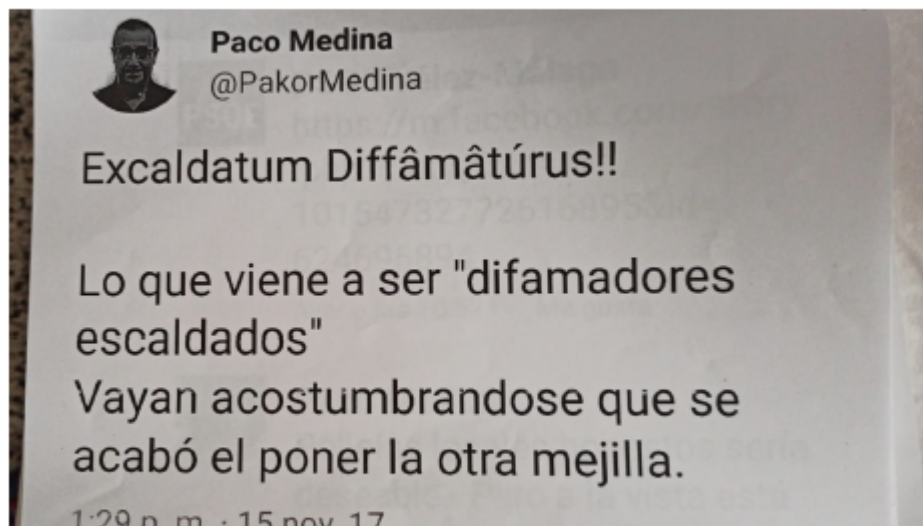 Paco Medina
@PakorMedina
Excaldatum Diffâmâtúrus!!
Lo que viene a ser "difamadores
escaldados"
Vayan acostumbrandose que se
acabó el poner la otra mejilla.
1:29 p. m. · 15 nov. 17